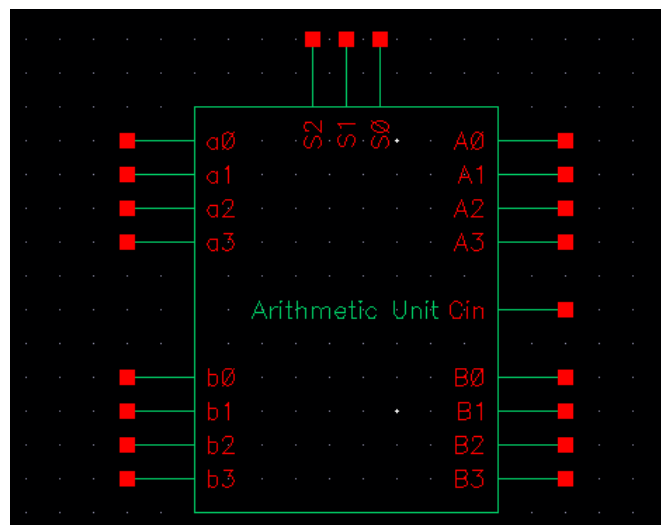 S2 S1 S0
a0 A0
a1 A1
a2 A2
a3 A3
Arithmetic Unit Cin
b0 B0
b1 B1
b2 B2
b3 B3